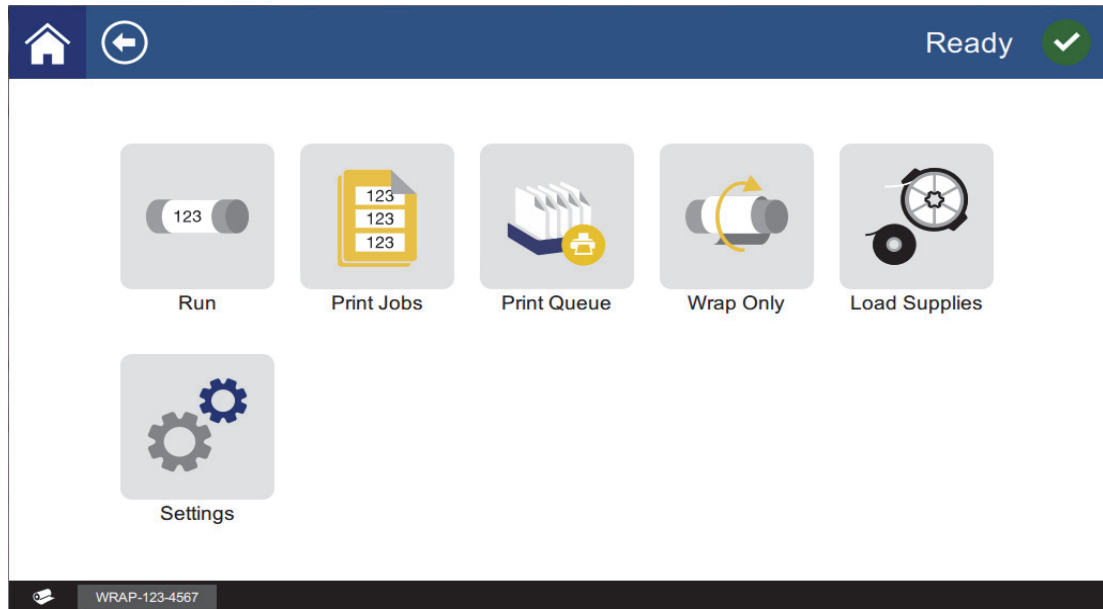 Ready
123
123
123
123
Run
Print Jobs
Print Queue
Wrap Only
Load Supplies
Settings
WRAP-123-4567